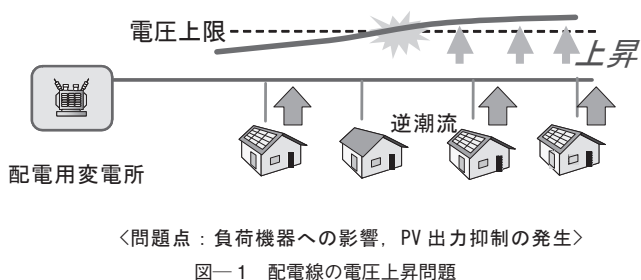 電圧上限
上昇
逆潮流
配電用変電所
〈問題点：負荷機器への影響，PV 出力抑制の発生〉
図―1　配電線の電圧上昇問題